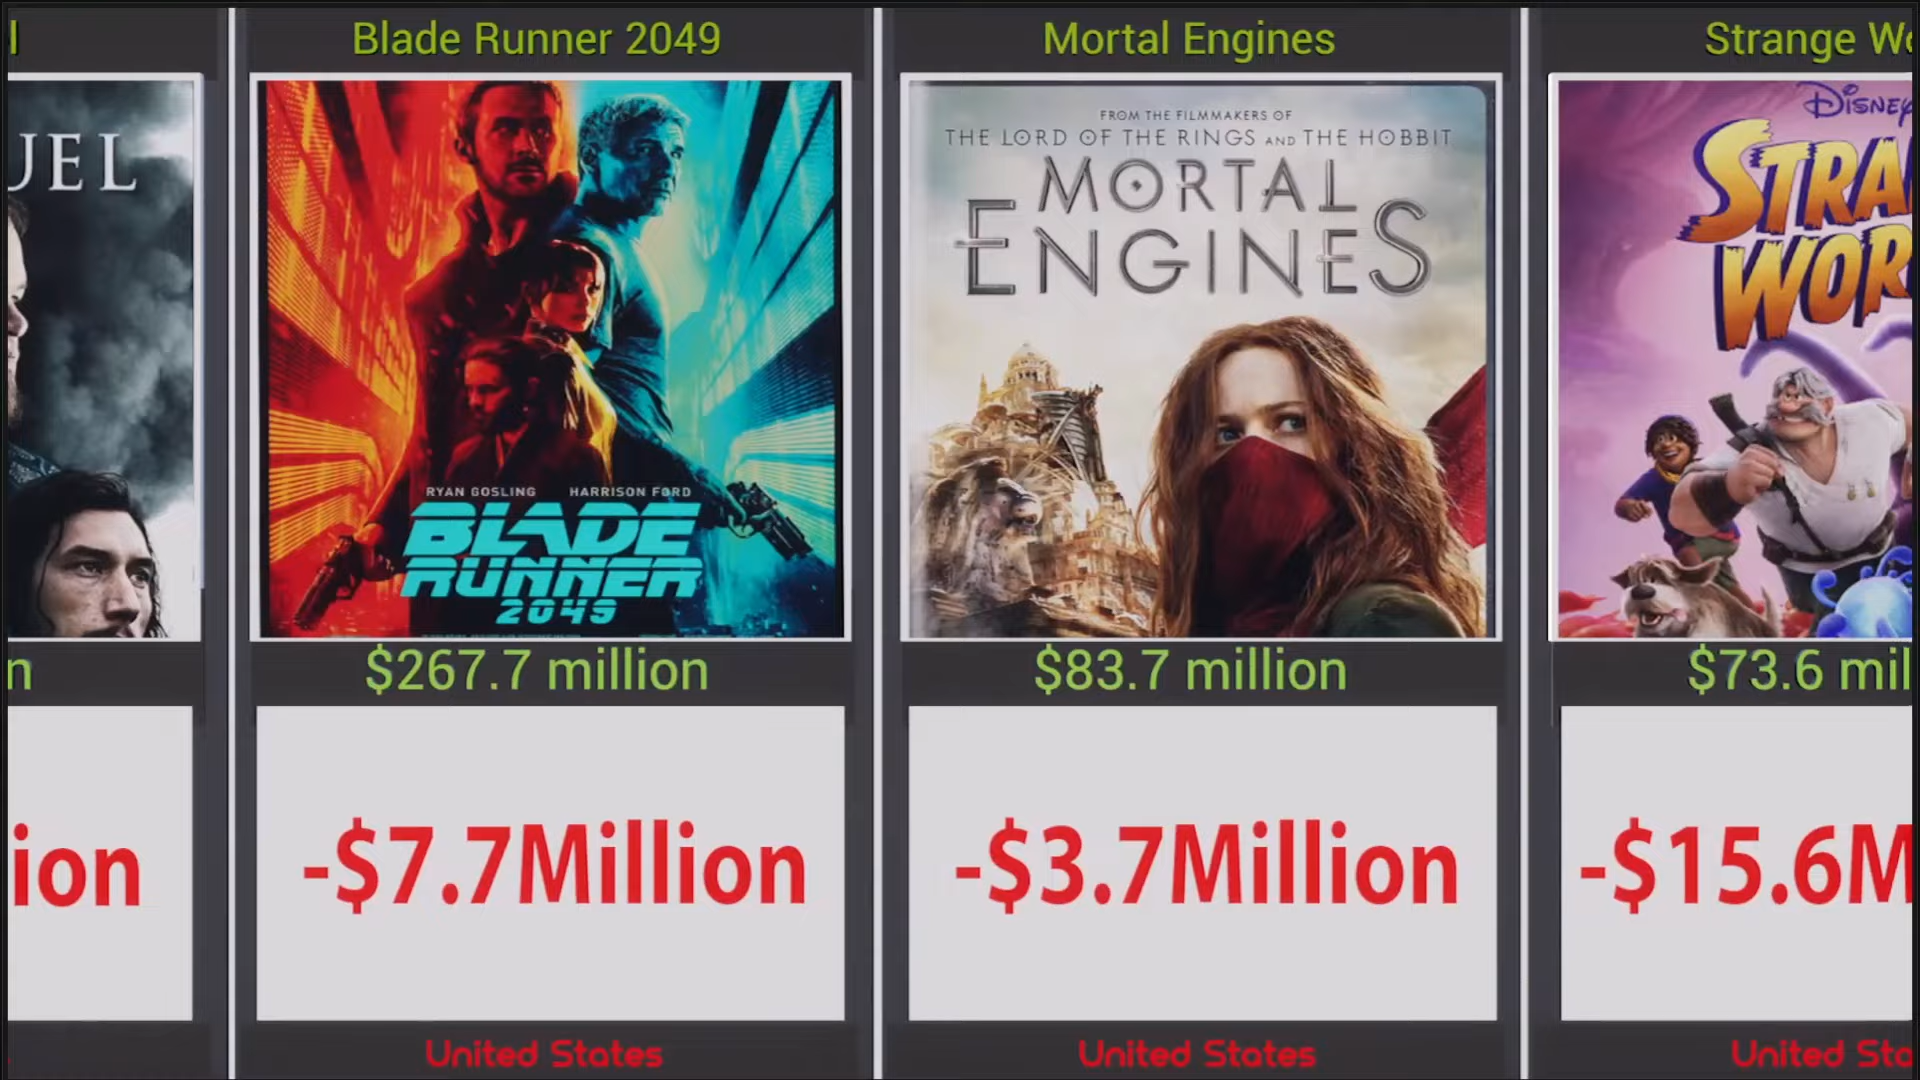 l
UEL
n
ion
Blade Runner 2049
RYAN GOSLING HARRISON FORD
BLADE
RUNNER
2049
$267.7 million
-$7.7Million
United States
Mortal Engines
FROM THE FILMMAKERS OF
THE LORD OF THE RINGS AND THE HOBBIT
MORTAL
ENGINES
$83.7 million
-$3.7Million
United States
Strange Wo
DISNEY
STRA
WOR
$73.6 mil
-$15.6M
United Sta